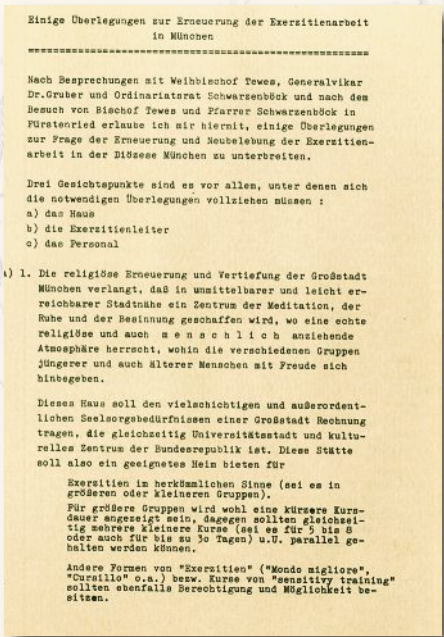 Einige Überlegungen zur Erneuerung der Exerzitienarbeit
in München
=======================================================
Nach Besprechungen mit Weihbischof Tewes, Generalvikar
Dr.Gruber und Ordinariatsrat Schwarzenböck und nach dem
Besuch von Bischof Tewes und Pfarrer Schwarzenböck in
Fürstenried erlaube ich mir hiermit, einige Überlegungen
zur Frage der Erneuerung und Neubelebung der Exerzitien-
arbeit in der Diözese München zu unterbreiten.
Drei Gesichtspunkte sind es vor allem, unter denen sich
die notwendigen Überlegungen vollziehen müssen :
a) das Haus
b) die Exerzitienleiter
c) das Personal
a) 1. Die religiöse Erneuerung und Vertiefung der Großstadt
München verlangt, daß in unmittelbarer und leicht er-
reichbarer Stadtnähe ein Zentrum der Meditation, der
Ruhe und der Besinnung geschaffen wird, wo eine echte
religiöse und auch m e n s c h l i c h anziehende
Atmosphäre herrscht, wohin die verschiedenen Gruppen
jüngerer und auch älterer Menschen mit Freude sich
hinbegeben.
Dieses Haus soll den vielschichtigen und außerordent-
lichen Seelsorgsbedürfnissen einer Großstadt Rechnung
tragen, die gleichzeitig Universitätsstadt und kultu-
relles Zentrum der Bundesrepublik ist. Diese Stätte
soll also ein geeignetes Heim bieten für
Exerzitien im herkömmlichen Sinne (sei es in
größeren oder kleineren Gruppen).
Für größere Gruppen wird wohl eine kürzere Kurs-
dauer angezeigt sein, dagegen sollten gleichzei-
tig mehrere kleinere Kurse (sei es für 5 bis 8
oder auch für bis zu 3o Tagen) u.U. parallel ge-
halten werden können.
Andere Formen von "Exerzitien" ("Mondo migliore",
"Cursillo" o.a.) bezw. Kurse von "sensitivy training"
sollten ebenfalls Berechtigung und Möglichkeit be-
sitzen.